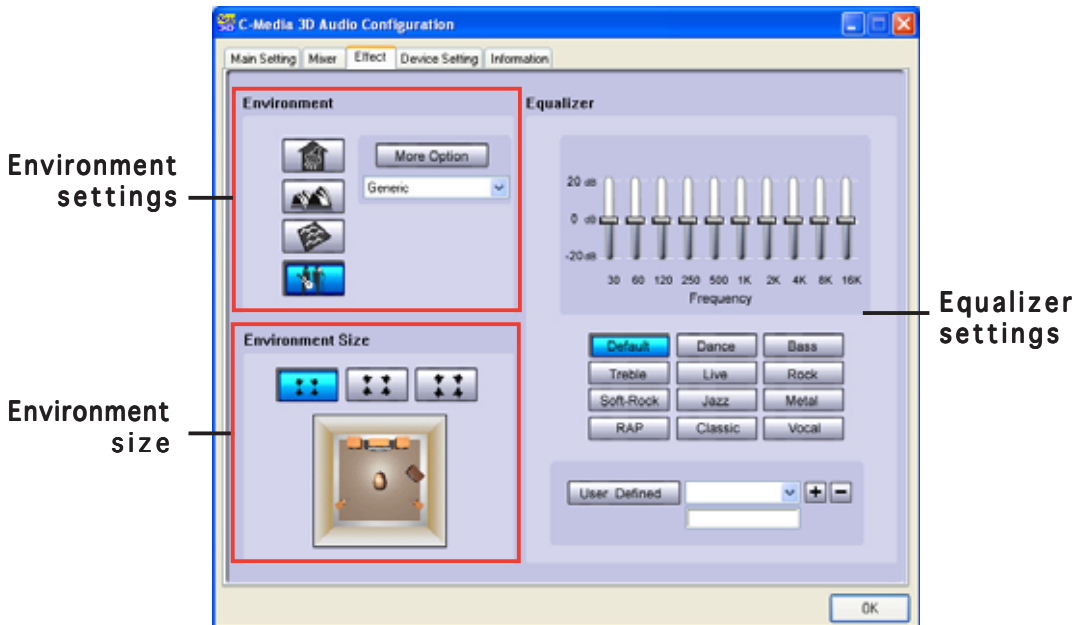 C-Media 3D Audio Configuration
Main Setting Mixer Effect Device Setting Information
Environment
More Option
Generic
Environment Size
Equalizer
20 dB
0 dB
-20 dB
30 60 120 250 500 1K 2K 4K 8K 16K
Frequency
Default Dance Bass
Treble Live Rock
Soft-Rock Jazz Metal
RAP Classic Vocal
User Defined
OK
Environment
settings
Environment
size
Equalizer
settings